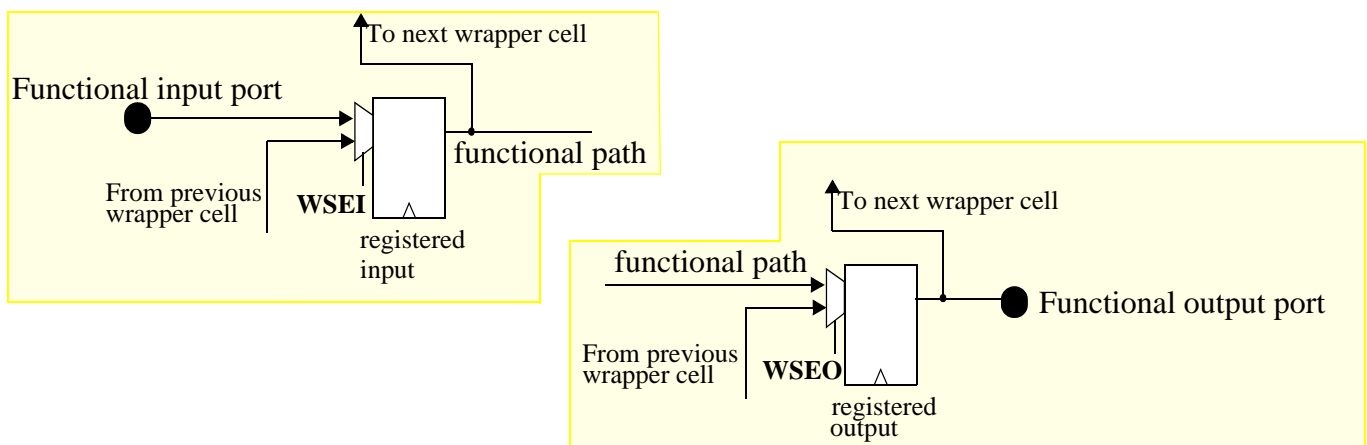 To next wrapper cell
Functional input port
functional path
From previous
wrapper cell
WSEI
registered
input
To next wrapper cell
functional path
Functional output port
From previous
wrapper cell
WSEO
registered
output